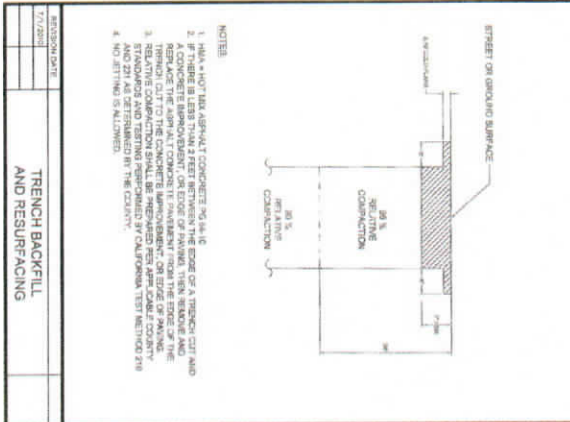 STREET OR GROUND SURFACE
95 %
RELATIVE
COMPACTION
90 %
RELATIVE
COMPACTION
NOTES:
1. HMA = HOT MIX ASPHALT CONCRETE PG 64-10
2. IF THERE IS LESS THAN 2 FEET BETWEEN THE EDGE OF A TRENCH CUT AND
A CONCRETE IMPROVEMENT, OR EDGE OF PAVING, THEN REMOVE AND
REPLACE THE ASPHALT CONCRETE PAVEMENT FROM THE EDGE OF THE
TRENCH CUT TO THE CONCRETE IMPROVEMENT, OR EDGE OF PAVING.
3. RELATIVE COMPACTION SHALL BE PREPARED PER APPLICABLE COUNTY
STANDARDS AND TESTING PERFORMED BY CALIFORNIA TEST METHOD 216
AND 231 AS DETERMINED BY THE COUNTY.
4. NO JETTING IS ALLOWED.
REVISION DATE
7/1/2010
TRENCH BACKFILL
AND RESURFACING